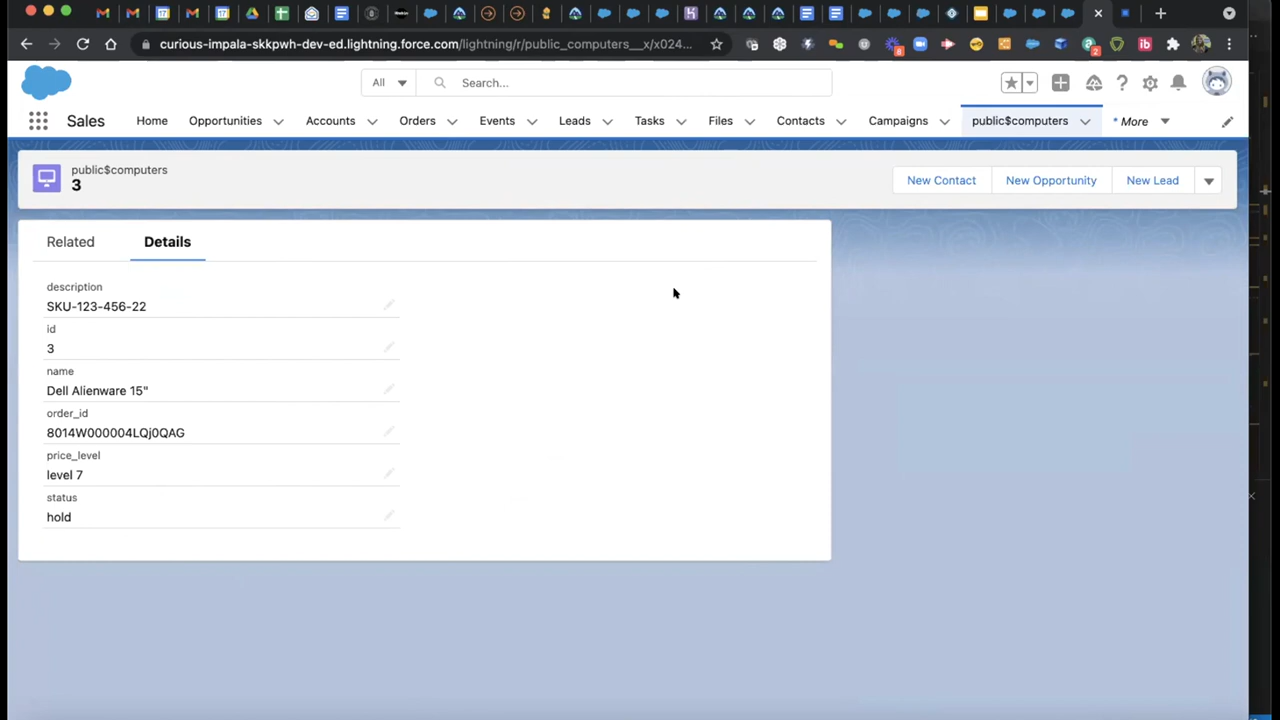 curious-impala-skkpwh-dev-ed.lightning.force.com/lightning/r/public_computers__x/x024...
All
Search...
Sales
Home
Opportunities
Accounts
Orders
Events
Leads
Tasks
Files
Contacts
Campaigns
public$computers
* More
public$computers
3
New Contact
New Opportunity
New Lead
Related
Details
description
SKU-123-456-22
id
3
name
Dell Alienware 15"
order_id
8014W000004LQj0QAG
price_level
level 7
status
hold